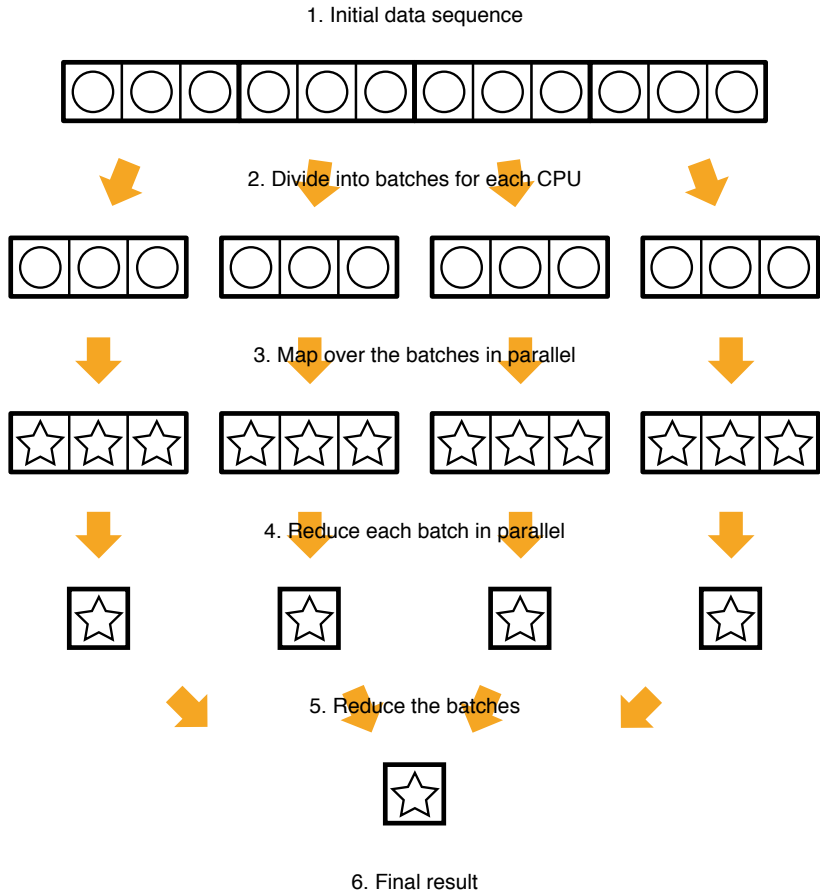 1. Initial data sequence
2. Divide into batches for each CPU
3. Map over the batches in parallel
4. Reduce each batch in parallel
5. Reduce the batches
6. Final result